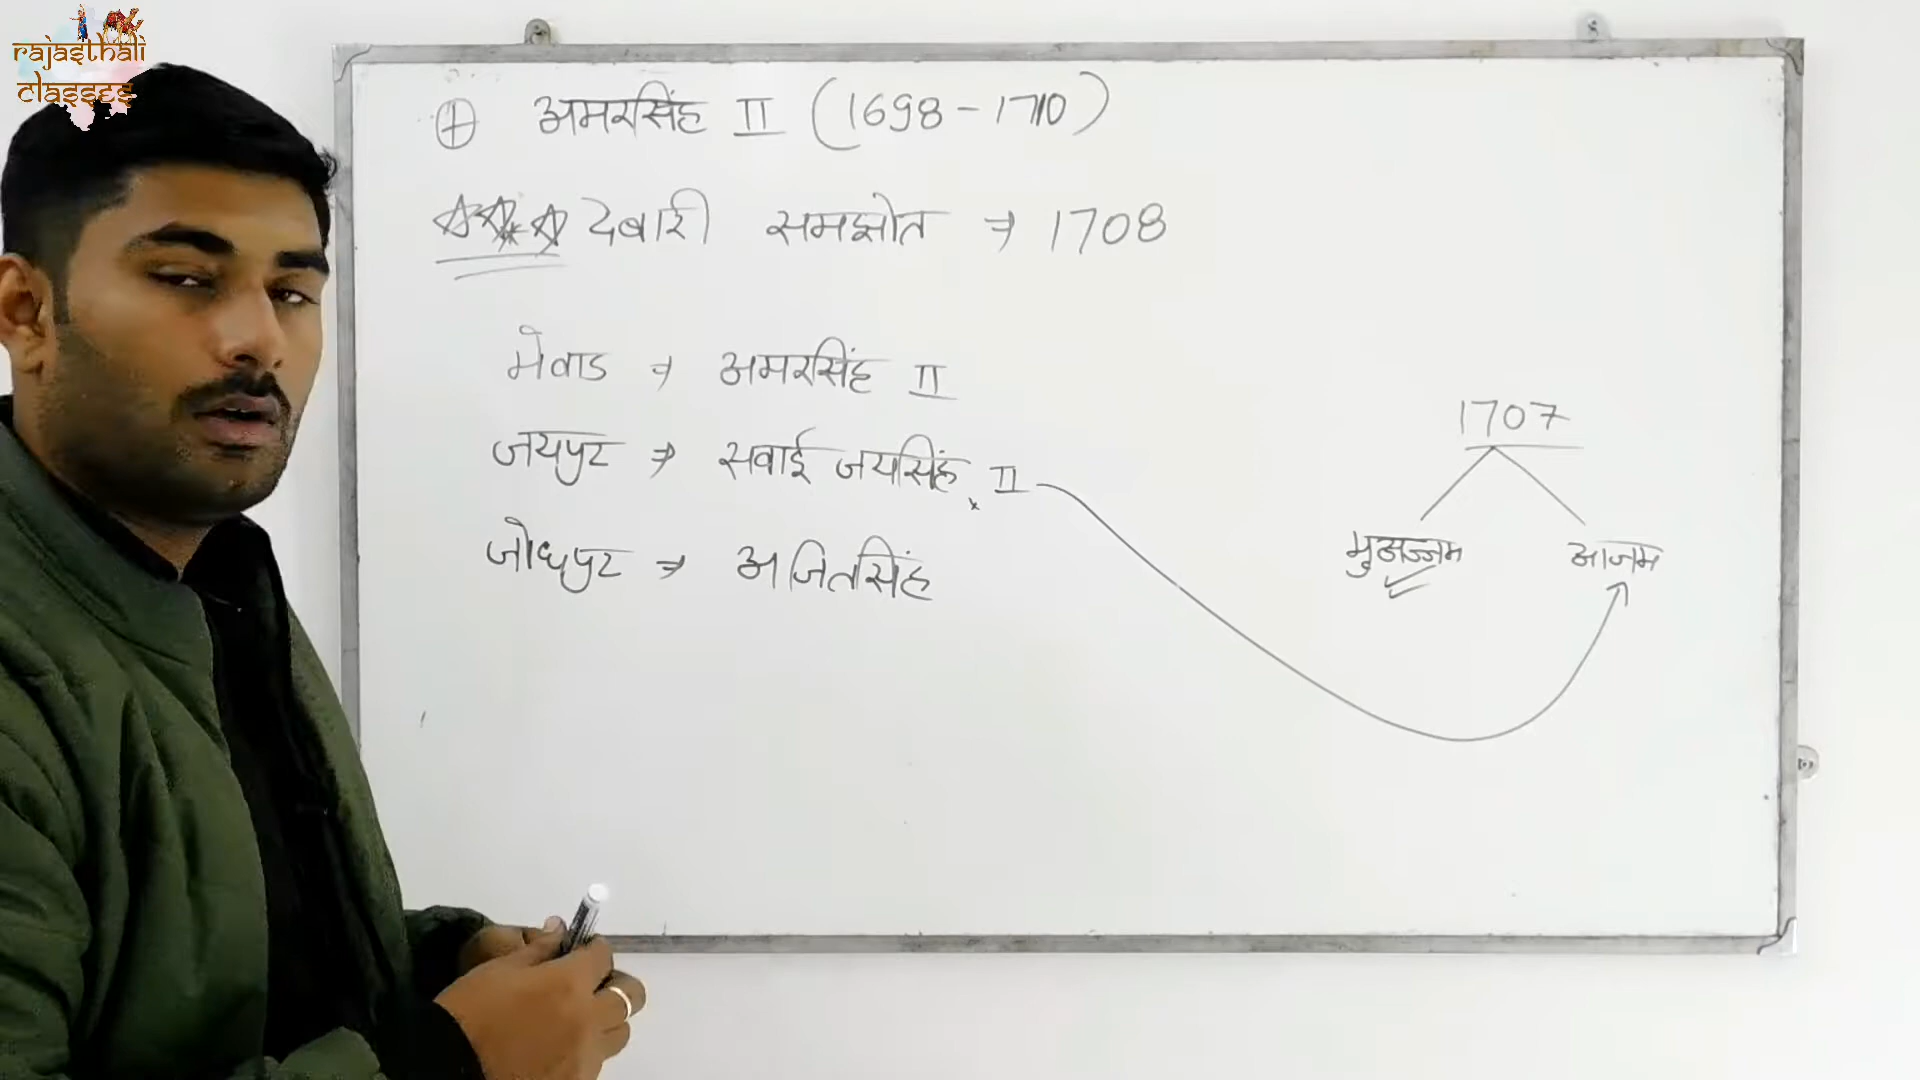 rajasthali
classes
अमरसिंह II (1698 - 1710)
देबारी समझोत → 1708
मेवाड → अमरसिंह II
जयपुर → सवाई जयसिंह II
जोधपुर → अजितसिंह
1707
मुअज्जम आजम